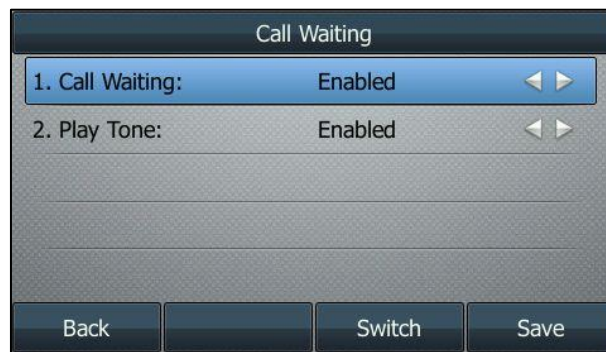 Call Waiting
1. Call Waiting: Enabled
2. Play Tone: Enabled
Back Switch Save